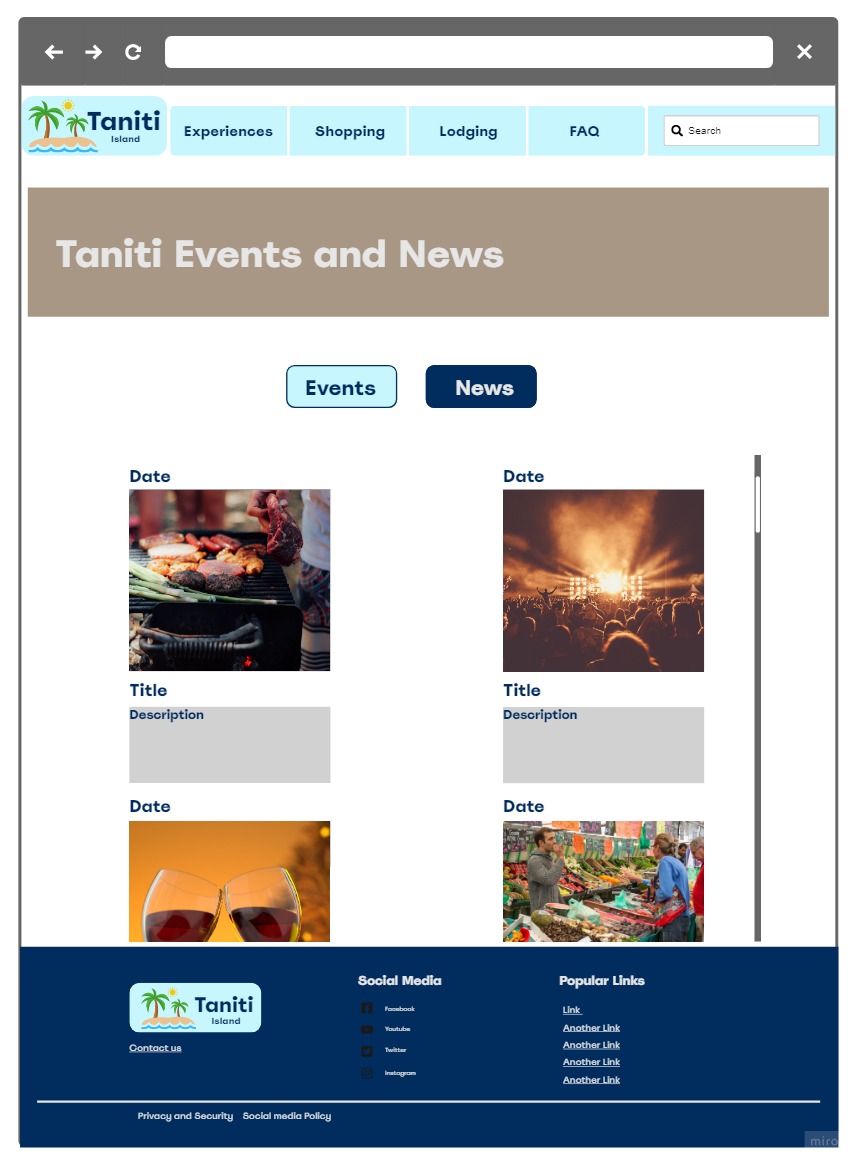 Taniti
Island
Experiences
Shopping
Lodging
FAQ
Search
Taniti Events and News
Events
News
Date
Date
Title
Title
Description
Description
Date
Date
Taniti
Island
Contact us
Social Media
Facebook
Youtube
Twitter
Instagram
Popular Links
Link
Another Link
Another Link
Another Link
Another Link
Privacy and Security
Social media Policy
miro